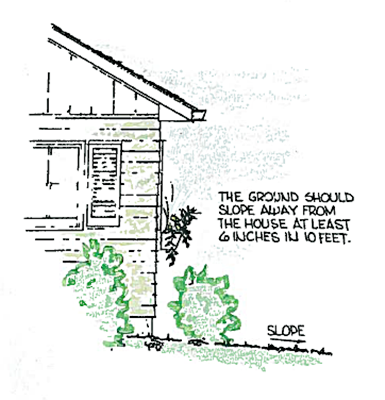 THE GROUND SHOULD
SLOPE AWAY FROM
THE HOUSE AT LEAST
6 INCHES IN 10 FEET.
SLOPE